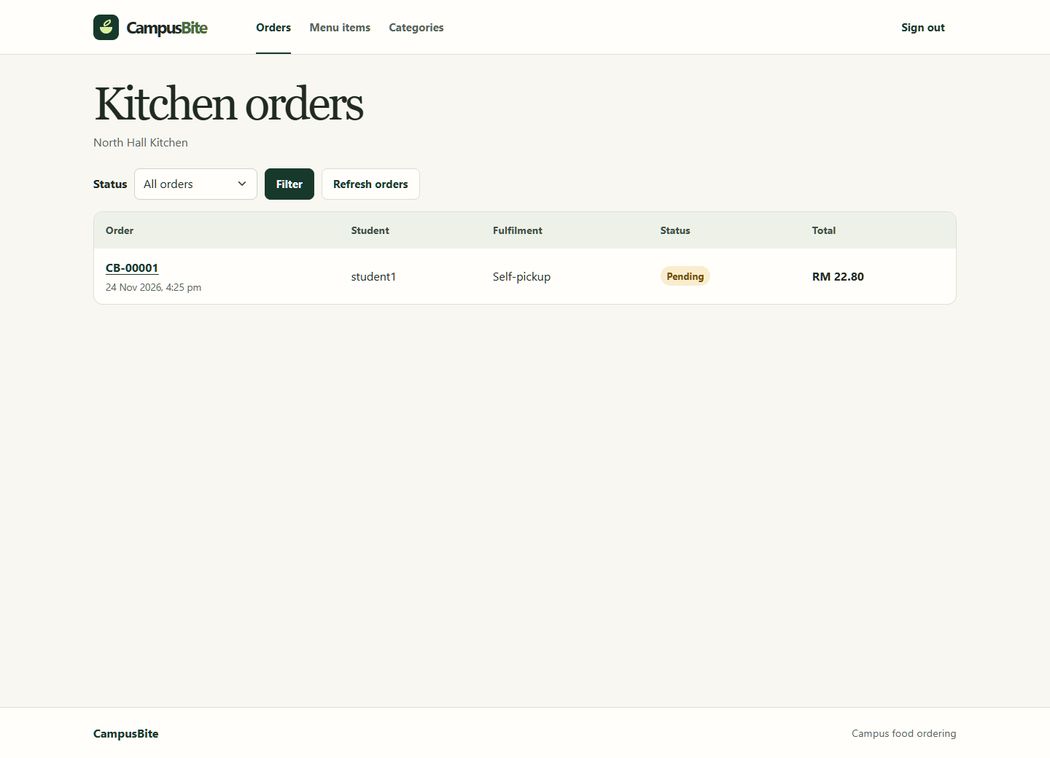 CampusBite Orders Menu items Categories Sign out
Kitchen orders
North Hall Kitchen
Status All orders Filter Refresh orders
Order Student Fulfilment Status Total
CB-00001 student1 Self-pickup Pending RM 22.80
24 Nov 2026, 4:25 pm
CampusBite Campus food ordering